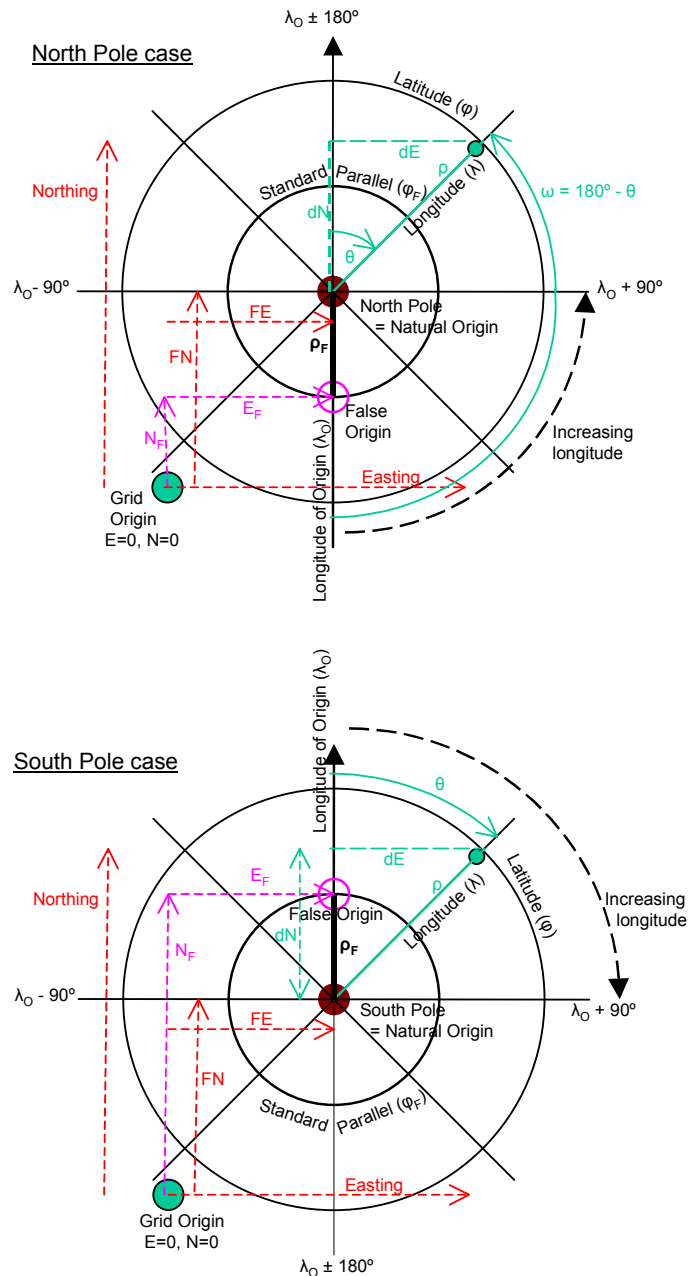 λO ± 180º
North Pole case
Latitude (φ)
dE
Standard Parallel (φF)
ρ
Longitude (λ)
Northing
ω = 180º - θ
dN
θ
λO- 90º
λO + 90º
North Pole
= Natural Origin
FE
ρF
FN
False
Origin
EF
NF
Increasing
longitude
Longitude of Origin (λO)
Easting
Grid
Origin
E=0, N=0
Longitude of Origin (λO)
South Pole case
θ
dE
EF
ρ
Longitude (λ)
Latitude (φ)
Northing
False Origin
Increasing
longitude
dN
NF
ρF
λO - 90º
λO + 90º
South Pole
= Natural Origin
FE
FN
Standard Parallel (φF)
Easting
Grid Origin
E=0, N=0
λO ± 180º